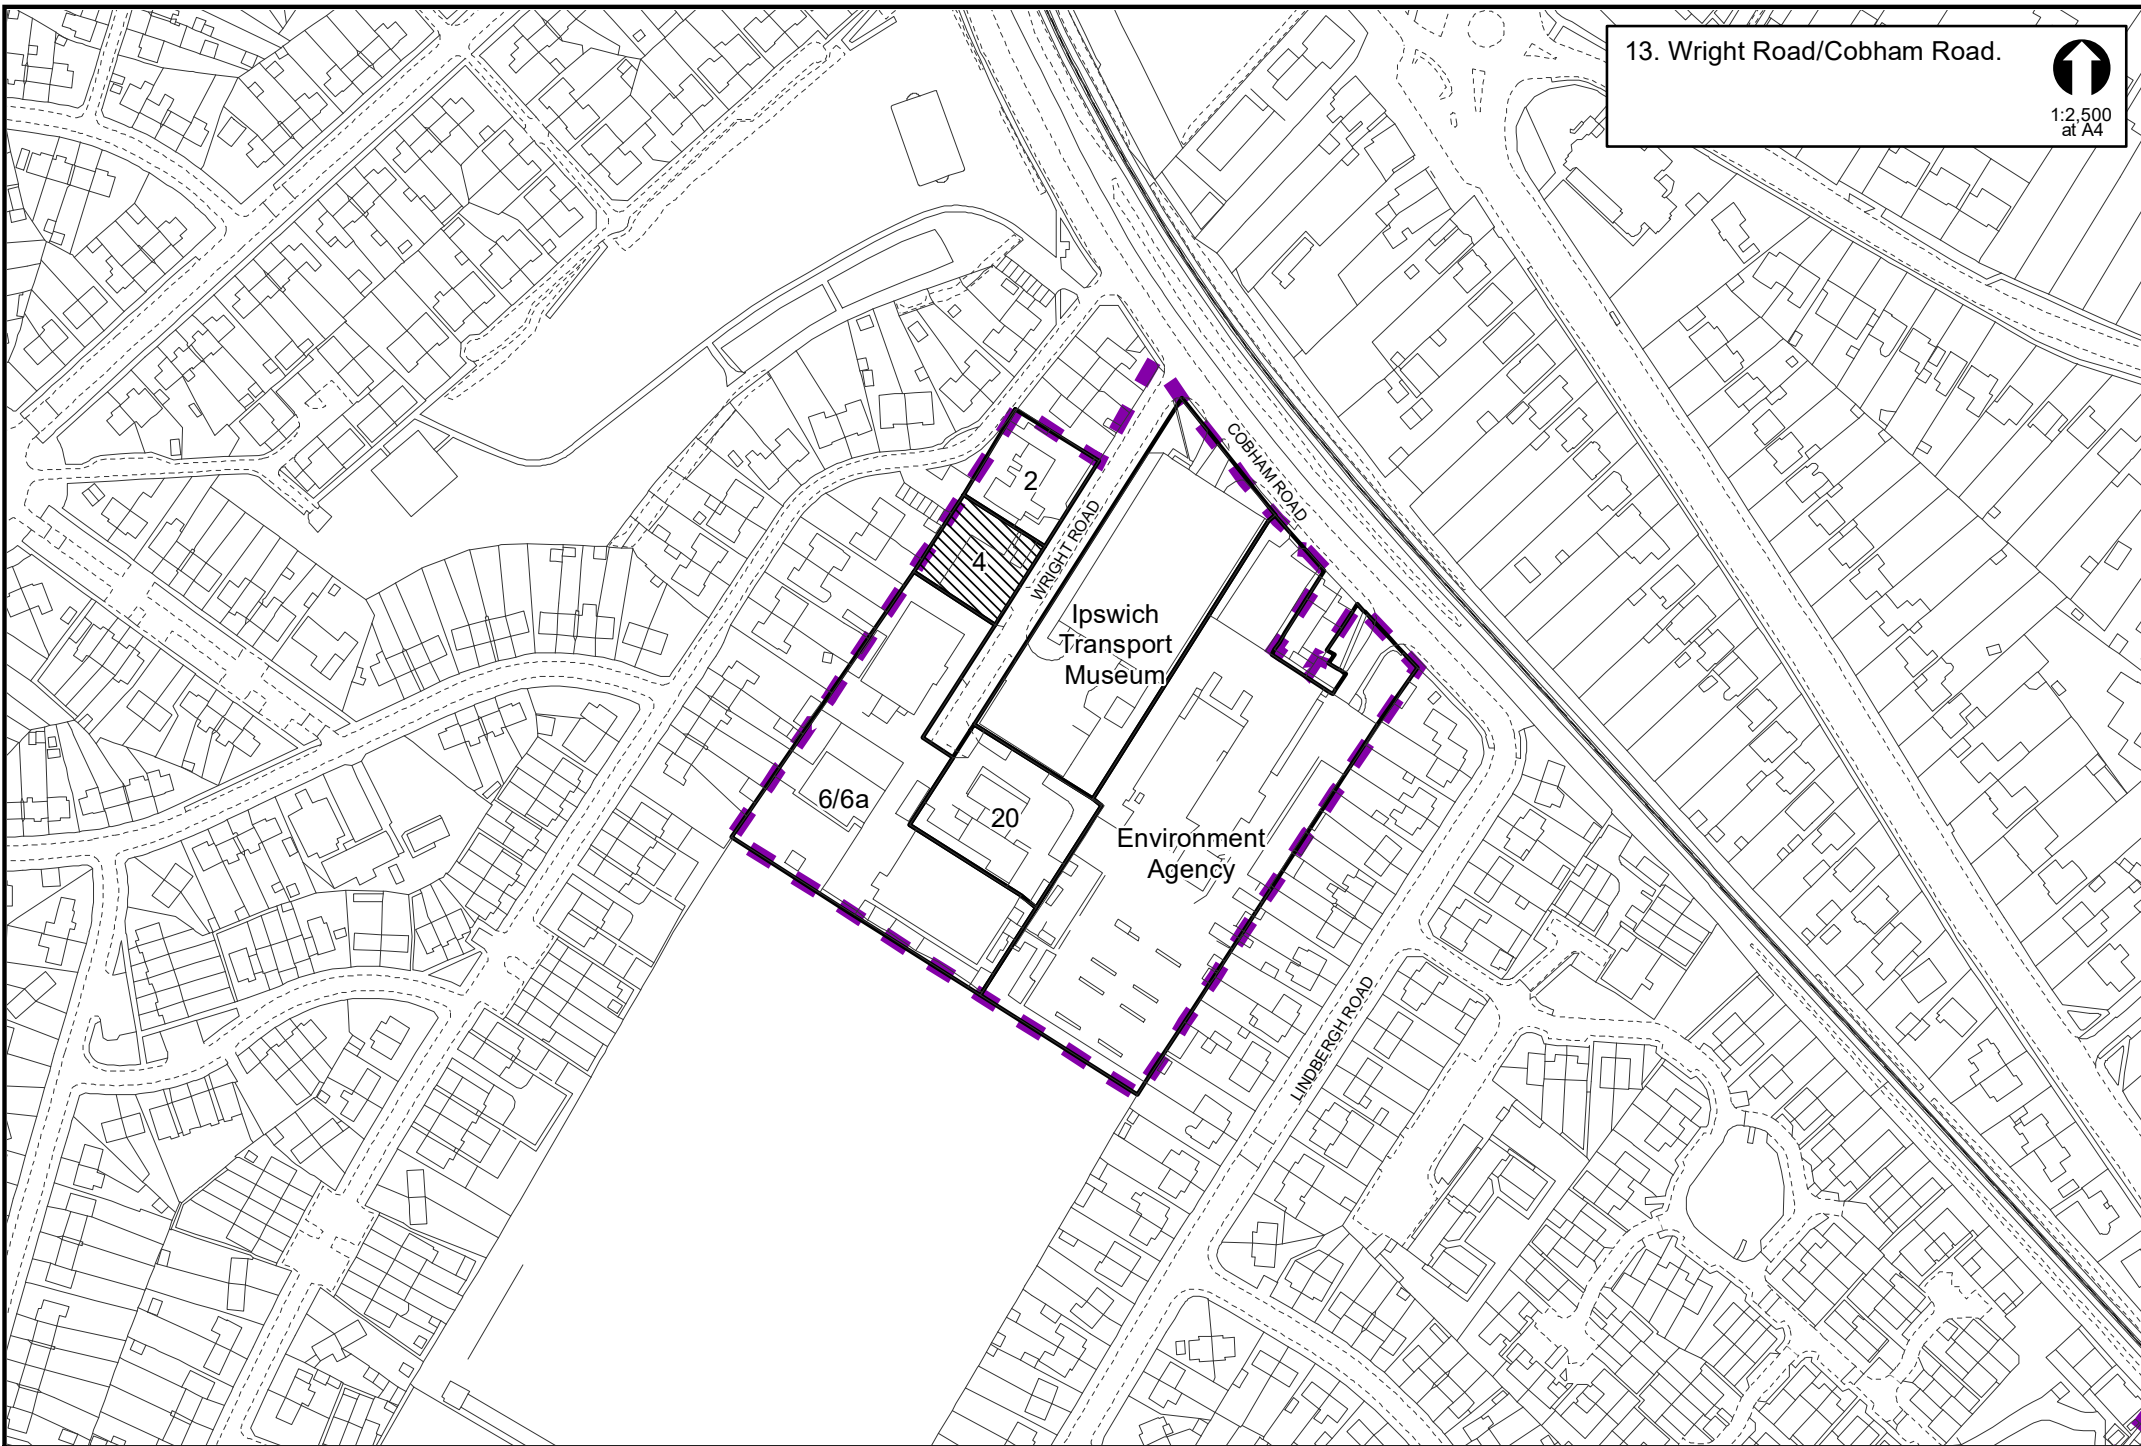 13. Wright Road/Cobham Road.
1:2,500
at A4
COBHAM ROAD
2
WRIGHT ROAD
4
Ipswich
Transport
Museum
6/6a
20
Environment
Agency
LINDBERGH ROAD